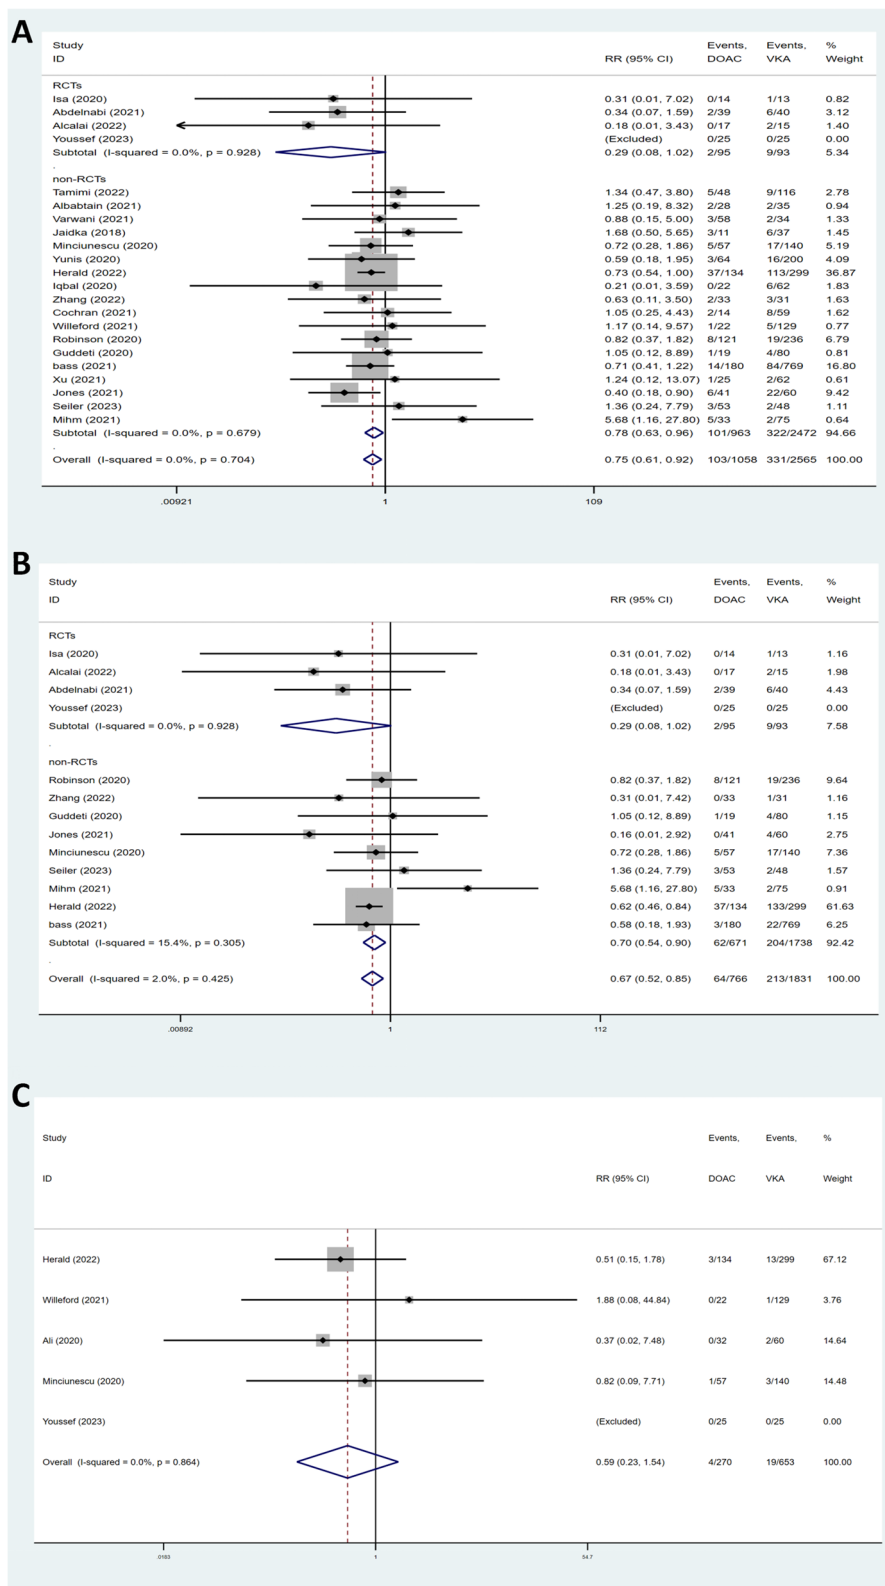 A
Study Events, Events, %
ID RR (95% CI) DOAC VKA Weight
RCTs
Isa (2020) 0.31 (0.01, 7.02) 0/14 1/13 0.82
Abdelnabi (2021) 0.34 (0.07, 1.59) 2/39 6/40 3.12
Alcalai (2022) 0.18 (0.01, 3.43) 0/17 2/15 1.40
Youssef (2023) (Excluded) 0/25 0/25 0.00
Subtotal (I-squared = 0.0%, p = 0.928) 0.29 (0.08, 1.02) 2/95 9/93 5.34
.
non-RCTs
Tamimi (2022) 1.34 (0.47, 3.80) 5/48 9/116 2.78
Albabtain (2021) 1.25 (0.19, 8.32) 2/28 2/35 0.94
Varwani (2021) 0.88 (0.15, 5.00) 3/58 2/34 1.33
Jaidka (2018) 1.68 (0.50, 5.65) 3/11 6/37 1.45
Minciunescu (2020) 0.72 (0.28, 1.86) 5/57 17/140 5.19
Yunis (2020) 0.59 (0.18, 1.95) 3/64 16/200 4.09
Herald (2022) 0.73 (0.54, 1.00) 37/134 113/299 36.87
Iqbal (2020) 0.21 (0.01, 3.59) 0/22 6/62 1.83
Zhang (2022) 0.63 (0.11, 3.50) 2/33 3/31 1.63
Cochran (2021) 1.05 (0.25, 4.43) 2/14 8/59 1.62
Willeford (2021) 1.17 (0.14, 9.57) 1/22 5/129 0.77
Robinson (2020) 0.82 (0.37, 1.82) 8/121 19/236 6.79
Guddeti (2020) 1.05 (0.12, 8.89) 1/19 4/80 0.81
bass (2021) 0.71 (0.41, 1.22) 14/180 84/769 16.80
Xu (2021) 1.24 (0.12, 13.07) 1/25 2/62 0.61
Jones (2021) 0.40 (0.18, 0.90) 6/41 22/60 9.42
Seiler (2023) 1.36 (0.24, 7.79) 3/53 2/48 1.11
Mihm (2021) 5.68 (1.16, 27.80) 5/33 2/75 0.64
Subtotal (I-squared = 0.0%, p = 0.679) 0.78 (0.63, 0.96) 101/963 322/2472 94.66
.
Overall (I-squared = 0.0%, p = 0.704) 0.75 (0.61, 0.92) 103/1058 331/2565 100.00
.00921 1 109
B
Study Events, Events, %
ID RR (95% CI) DOAC VKA Weight
RCTs
Isa (2020) 0.31 (0.01, 7.02) 0/14 1/13 1.16
Alcalai (2022) 0.18 (0.01, 3.43) 0/17 2/15 1.98
Abdelnabi (2021) 0.34 (0.07, 1.59) 2/39 6/40 4.43
Youssef (2023) (Excluded) 0/25 0/25 0.00
Subtotal (I-squared = 0.0%, p = 0.928) 0.29 (0.08, 1.02) 2/95 9/93 7.58
.
non-RCTs
Robinson (2020) 0.82 (0.37, 1.82) 8/121 19/236 9.64
Zhang (2022) 0.31 (0.01, 7.42) 0/33 1/31 1.16
Guddeti (2020) 1.05 (0.12, 8.89) 1/19 4/80 1.15
Jones (2021) 0.16 (0.01, 2.92) 0/41 4/60 2.75
Minciunescu (2020) 0.72 (0.28, 1.86) 5/57 17/140 7.36
Seiler (2023) 1.36 (0.24, 7.79) 3/53 2/48 1.57
Mihm (2021) 5.68 (1.16, 27.80) 5/33 2/75 0.91
Herald (2022) 0.62 (0.46, 0.84) 37/134 133/299 61.63
bass (2021) 0.58 (0.18, 1.93) 3/180 22/769 6.25
Subtotal (I-squared = 15.4%, p = 0.305) 0.70 (0.54, 0.90) 62/671 204/1738 92.42
.
Overall (I-squared = 2.0%, p = 0.425) 0.67 (0.52, 0.85) 64/766 213/1831 100.00
.00892 1 112
C
Study Events, Events, %
ID RR (95% CI) DOAC VKA Weight
Herald (2022) 0.51 (0.15, 1.78) 3/134 13/299 67.12
Willeford (2021) 1.88 (0.08, 44.84) 0/22 1/129 3.76
Ali (2020) 0.37 (0.02, 7.48) 0/32 2/60 14.64
Minciunescu (2020) 0.82 (0.09, 7.71) 1/57 3/140 14.48
Youssef (2023) (Excluded) 0/25 0/25 0.00
Overall (I-squared = 0.0%, p = 0.864) 0.59 (0.23, 1.54) 4/270 19/653 100.00
.0183 1 54.7